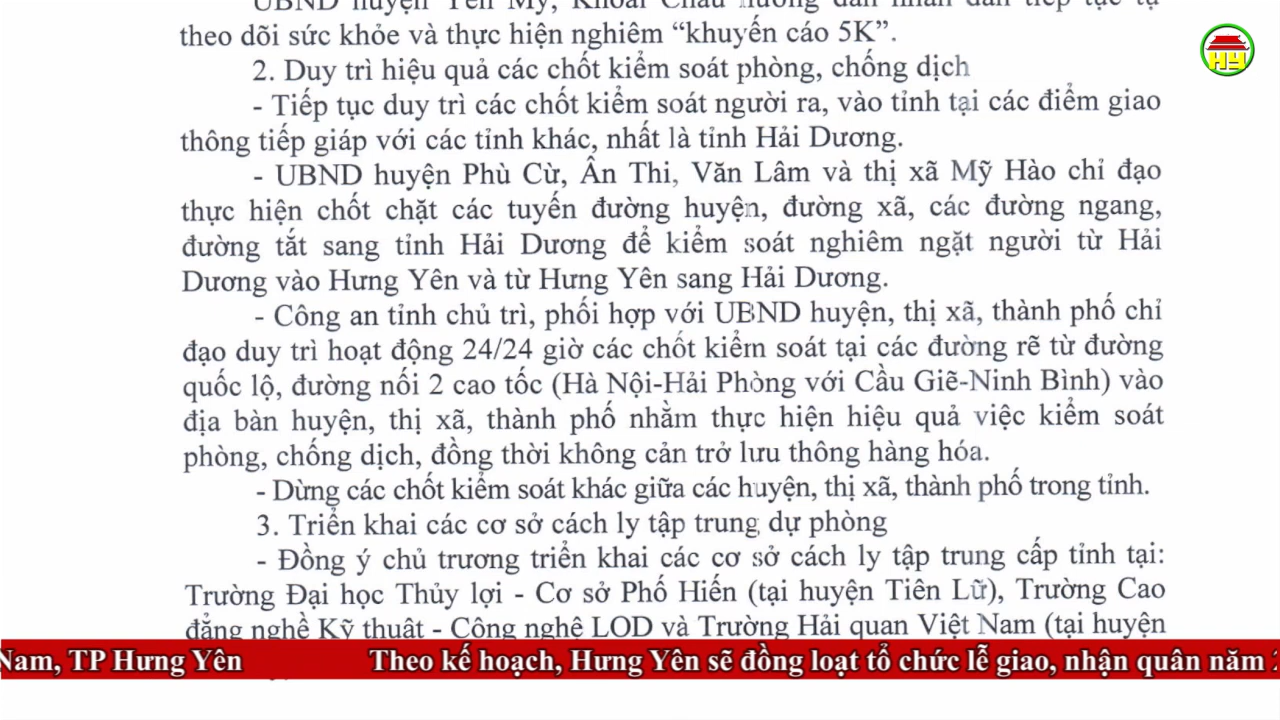 UBND huyện Yên Mỹ, Khoái Châu hướng dẫn nhân dân tiếp tục tự
theo dõi sức khỏe và thực hiện nghiêm “khuyến cáo 5K”.
2. Duy trì hiệu quả các chốt kiểm soát phòng, chống dịch
- Tiếp tục duy trì các chốt kiểm soát người ra, vào tỉnh tại các điểm giao
thông tiếp giáp với các tỉnh khác, nhất là tỉnh Hải Dương.
- UBND huyện Phù Cừ, Ân Thi, Văn Lâm và thị xã Mỹ Hào chỉ đạo
thực hiện chốt chặt các tuyến đường huyện, đường xã, các đường ngang,
đường tắt sang tỉnh Hải Dương để kiểm soát nghiêm ngặt người từ Hải
Dương vào Hưng Yên và từ Hưng Yên sang Hải Dương.
- Công an tỉnh chủ trì, phối hợp với UBND huyện, thị xã, thành phố chỉ
đạo duy trì hoạt động 24/24 giờ các chốt kiểm soát tại các đường rẽ từ đường
quốc lộ, đường nối 2 cao tốc (Hà Nội-Hải Phòng với Cầu Giẽ-Ninh Bình) vào
địa bàn huyện, thị xã, thành phố nhằm thực hiện hiệu quả việc kiểm soát
phòng, chống dịch, đồng thời không cản trở lưu thông hàng hóa.
- Dừng các chốt kiểm soát khác giữa các huyện, thị xã, thành phố trong tỉnh.
3. Triển khai các cơ sở cách ly tập trung dự phòng
- Đồng ý chủ trương triển khai các cơ sở cách ly tập trung cấp tỉnh tại:
Trường Đại học Thủy lợi - Cơ sở Phố Hiến (tại huyện Tiên Lữ), Trường Cao
đẳng nghề Kỹ thuật - Công nghệ LOD và Trường Hải quan Việt Nam (tại huyện
Nam, TP Hưng Yên Theo kế hoạch, Hưng Yên sẽ đồng loạt tổ chức lễ giao, nhận quân năm
HY